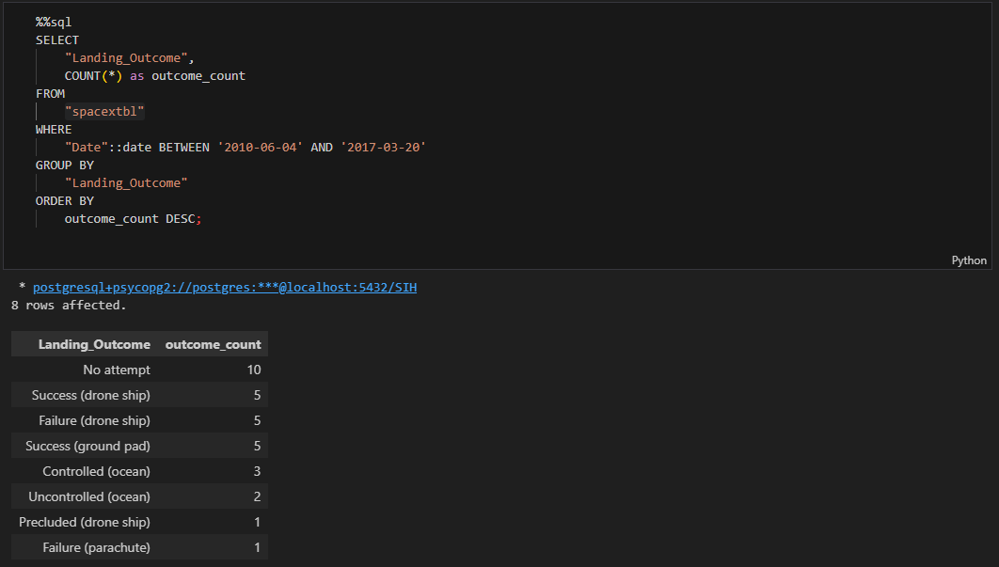 %%sql
SELECT
"Landing_Outcome",
COUNT(*) as outcome_count
FROM
"spacextbl"
WHERE
"Date"::date BETWEEN '2010-06-04' AND '2017-03-20'
GROUP BY
"Landing_Outcome"
ORDER BY
outcome_count DESC;
Python
* postgresql+psycopg2://postgres:***@localhost:5432/SIH
8 rows affected.
Landing_Outcome outcome_count
No attempt 10
Success (drone ship) 5
Failure (drone ship) 5
Success (ground pad) 5
Controlled (ocean) 3
Uncontrolled (ocean) 2
Precluded (drone ship) 1
Failure (parachute) 1